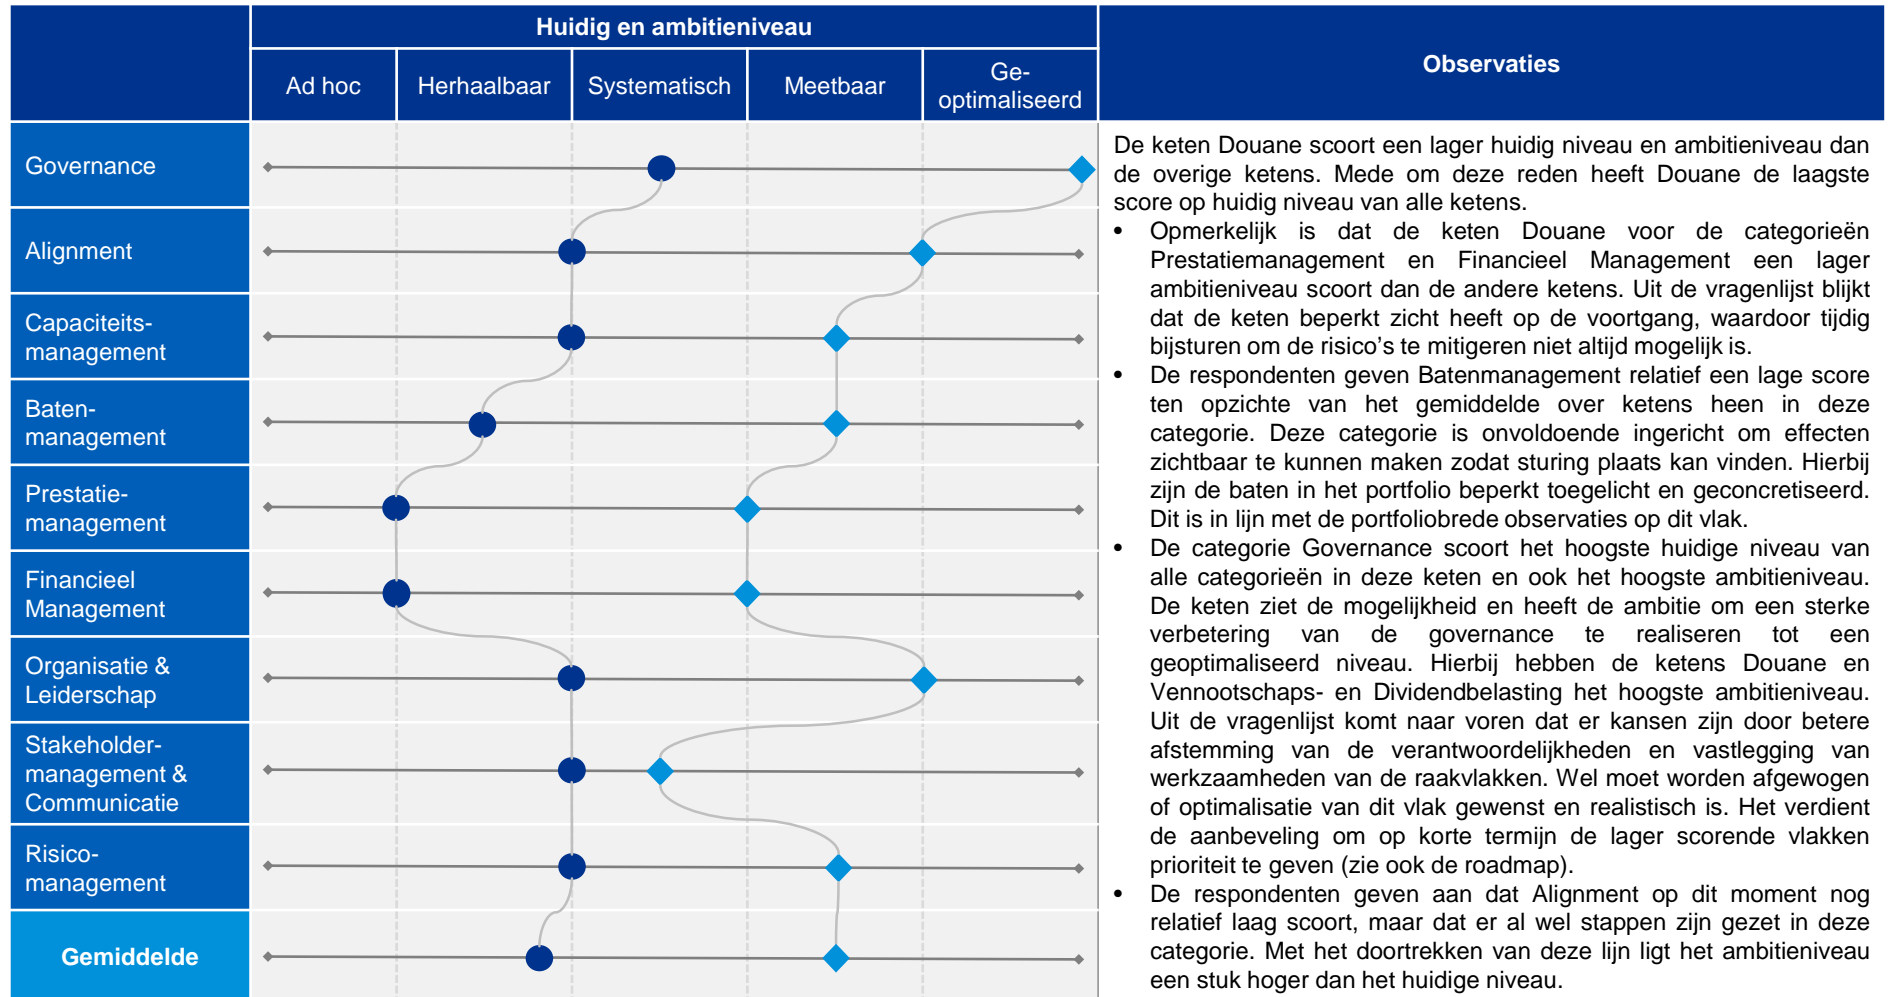 Huidig en ambitieniveau
Observaties
Ad hoc
Herhaalbaar
Systematisch
Meetbaar
Ge-
optimaliseerd
Governance
Alignment
Capaciteits-
management
Baten-
management
Prestatie-
management
Financieel
Management
Organisatie &
Leiderschap
Stakeholder-
management &
Communicatie
Risico-
management
Gemiddelde
De keten Douane scoort een lager huidig niveau en ambitieniveau dan
de overige ketens. Mede om deze reden heeft Douane de laagste
score op huidig niveau van alle ketens.
• Opmerkelijk is dat de keten Douane voor de categorieën
Prestatiemanagement en Financieel Management een lager
ambitieniveau scoort dan de andere ketens. Uit de vragenlijst blijkt
dat de keten beperkt zicht heeft op de voortgang, waardoor tijdig
bijsturen om de risico's te mitigeren niet altijd mogelijk is.
• De respondenten geven Batenmanagement relatief een lage score
ten opzichte van het gemiddelde over ketens heen in deze
categorie. Deze categorie is onvoldoende ingericht om effecten
zichtbaar te kunnen maken zodat sturing plaats kan vinden. Hierbij
zijn de baten in het portfolio beperkt toegelicht en geconcretiseerd.
Dit is in lijn met de portfoliobrede observaties op dit vlak.
• De categorie Governance scoort het hoogste huidige niveau van
alle categorieën in deze keten en ook het hoogste ambitieniveau.
De keten ziet de mogelijkheid en heeft de ambitie om een sterke
verbetering van de governance te realiseren tot een
geoptimaliseerd niveau. Hierbij hebben de ketens Douane en
Vennootschaps- en Dividendbelasting het hoogste ambitieniveau.
Uit de vragenlijst komt naar voren dat er kansen zijn door betere
afstemming van de verantwoordelijkheden en vastlegging van
werkzaamheden van de raakvlakken. Wel moet worden afgewogen
of optimalisatie van dit vlak gewenst en realistisch is. Het verdient
de aanbeveling om op korte termijn de lager scorende vlakken
prioriteit te geven (zie ook de roadmap).
• De respondenten geven aan dat Alignment op dit moment nog
relatief laag scoort, maar dat er al wel stappen zijn gezet in deze
categorie. Met het doortrekken van deze lijn ligt het ambitieniveau
een stuk hoger dan het huidige niveau.